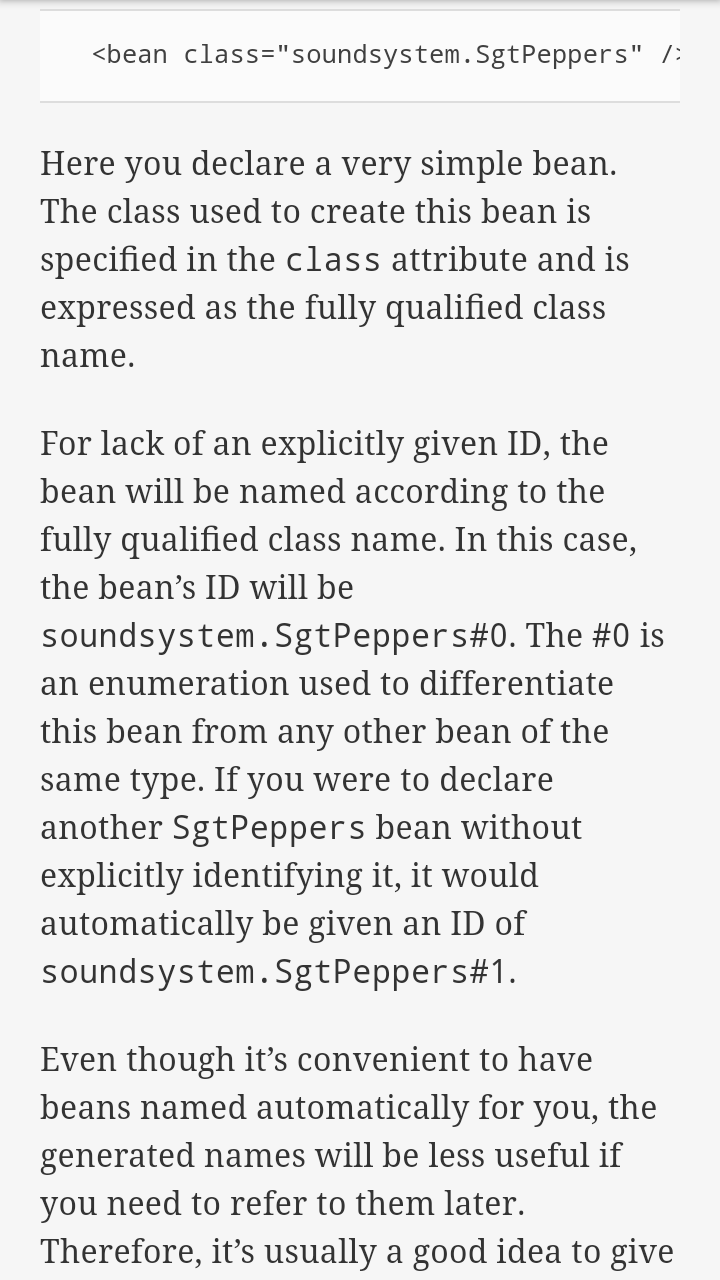 <bean class="soundsystem.SgtPeppers" />
Here you declare a very simple bean.
The class used to create this bean is
specified in the class attribute and is
expressed as the fully qualified class
name.
For lack of an explicitly given ID, the
bean will be named according to the
fully qualified class name. In this case,
the bean’s ID will be
soundsystem.SgtPeppers#0. The #0 is
an enumeration used to differentiate
this bean from any other bean of the
same type. If you were to declare
another SgtPeppers bean without
explicitly identifying it, it would
automatically be given an ID of
soundsystem.SgtPeppers#1.
Even though it’s convenient to have
beans named automatically for you, the
generated names will be less useful if
you need to refer to them later.
Therefore, it’s usually a good idea to give